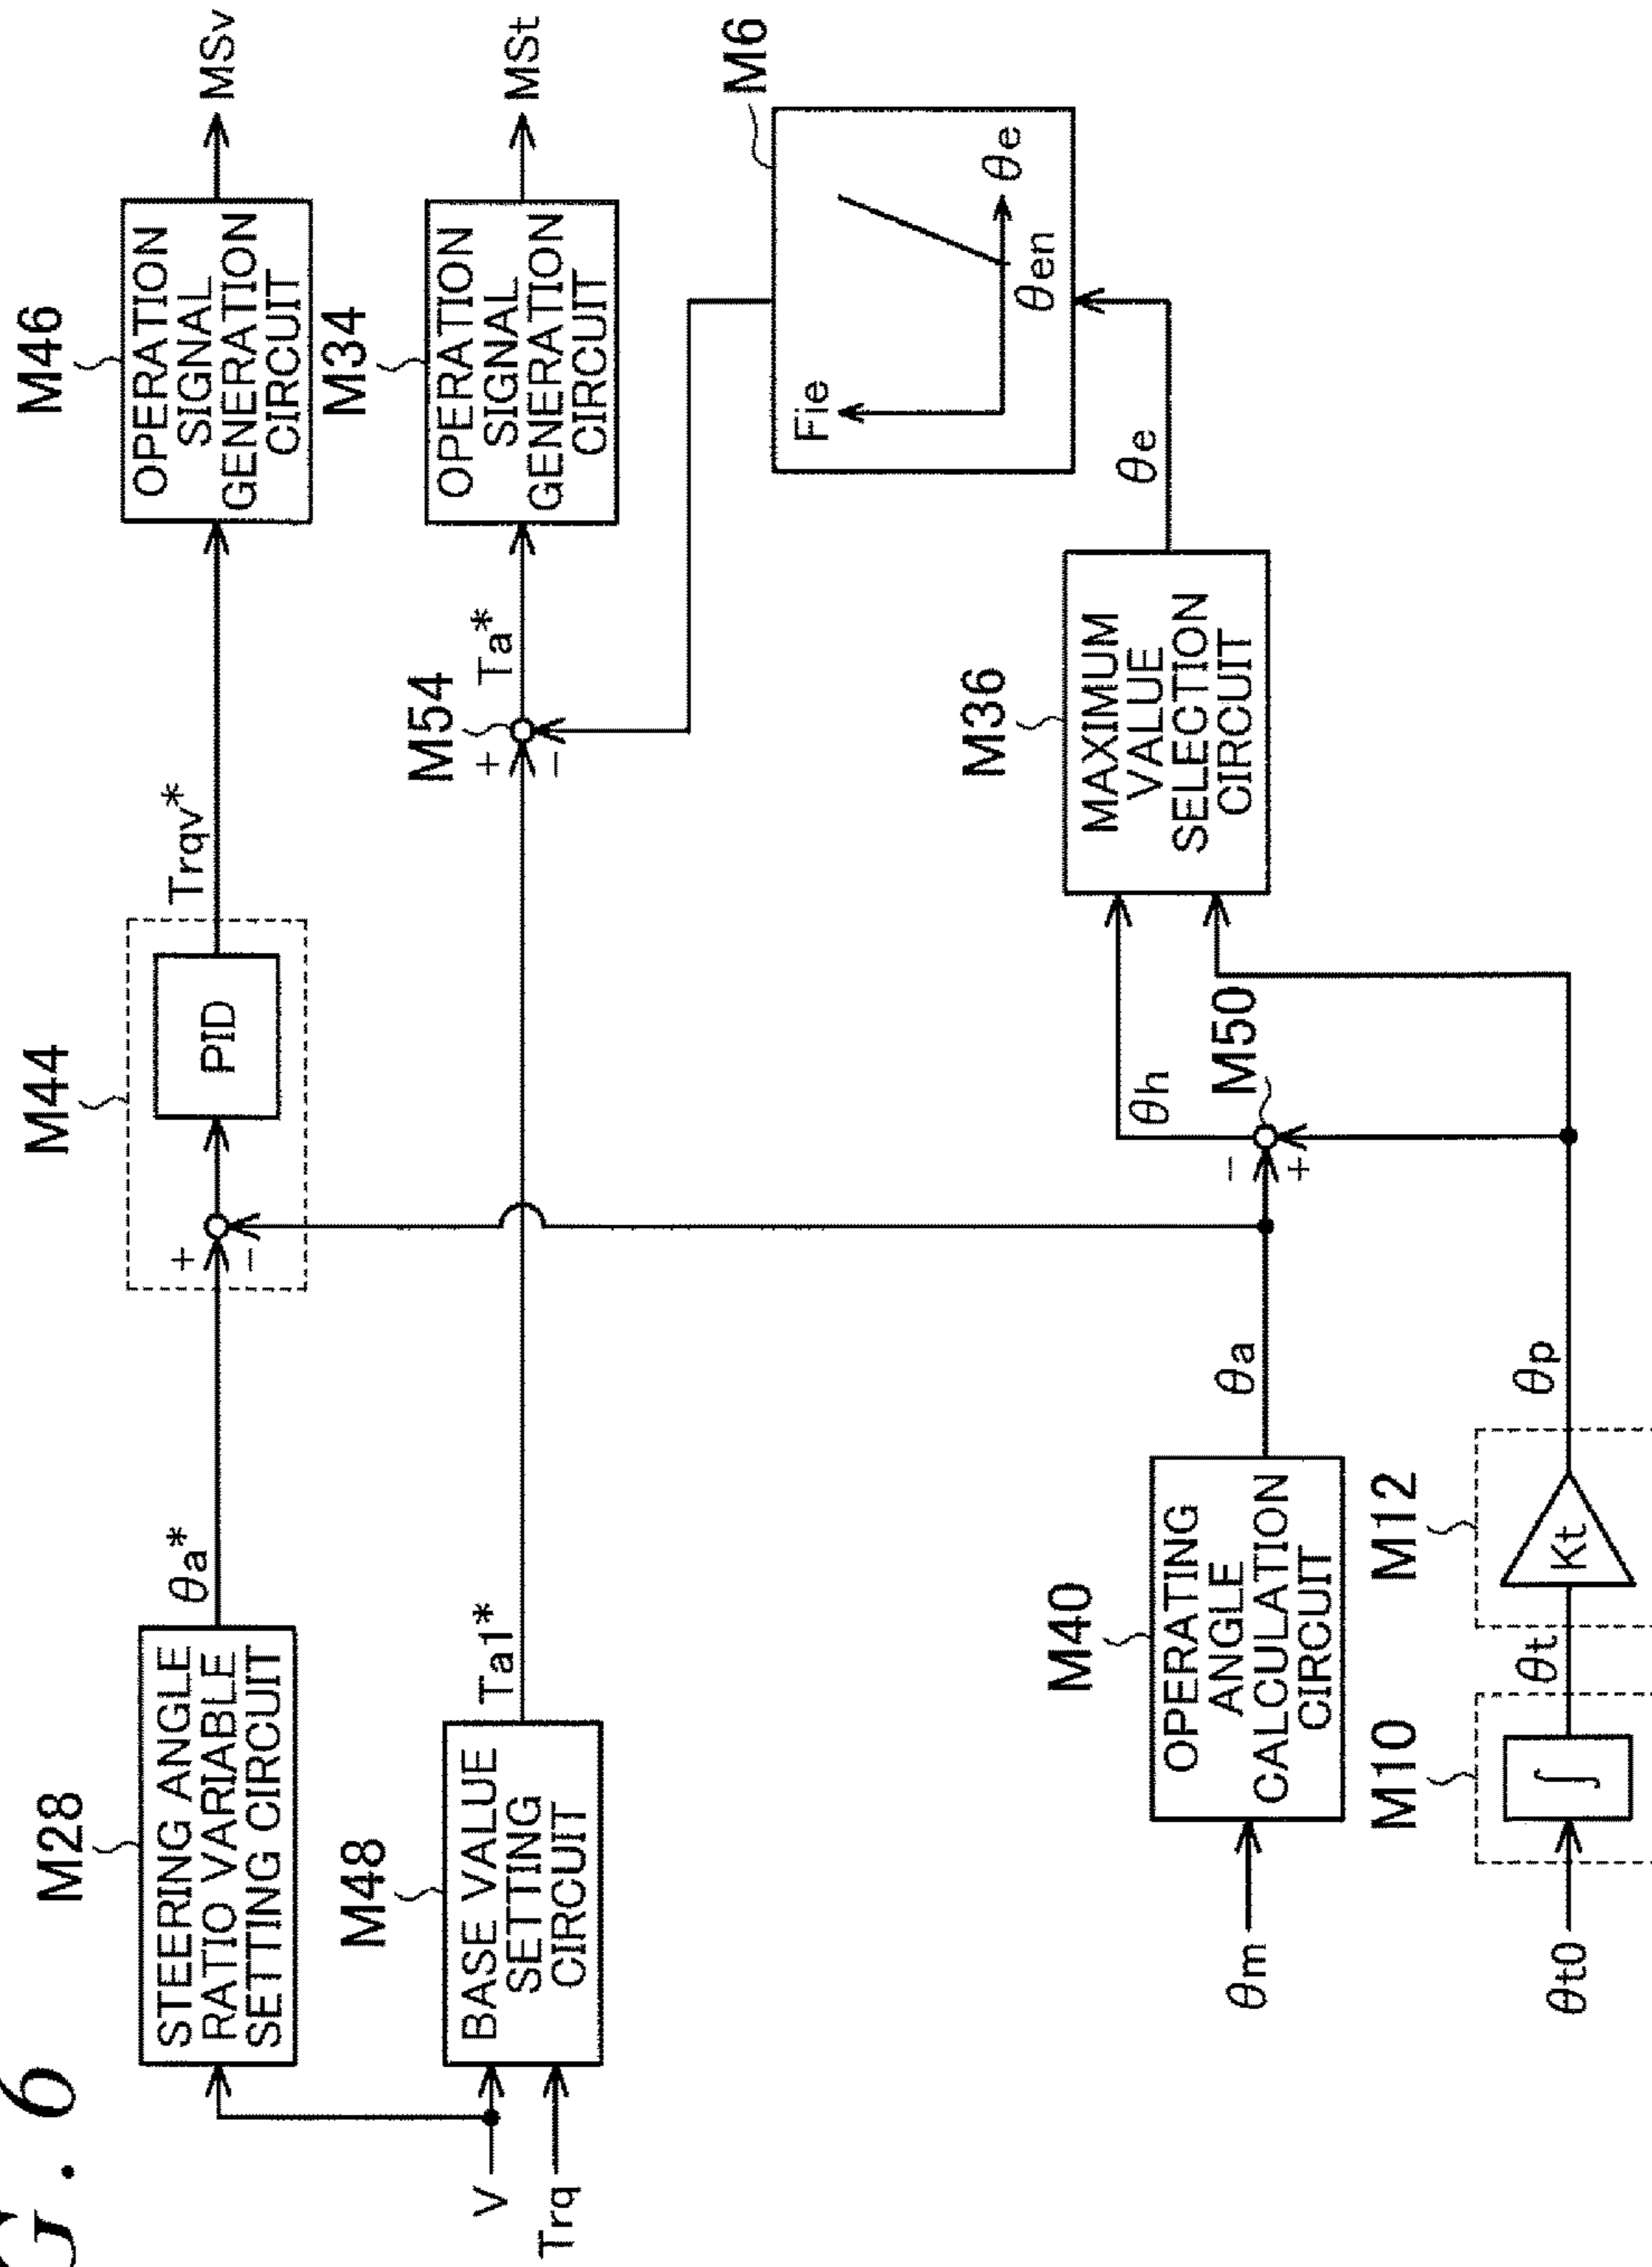 G. 6
M28
STEERING ANGLE
RATIO VARIABLE
SETTING CIRCUIT
θa*
M44
+
−
PID
Trqv*
M46
OPERATION
SIGNAL
GENERATION
CIRCUIT
MSv
V
Trq
M48
BASE VALUE
SETTING
CIRCUIT
Ta1*
M54
+
−
Ta*
M34
OPERATION
SIGNAL
GENERATION
CIRCUIT
MSt
M6
Fie
θen
θe
θm
M40
OPERATING
ANGLE
CALCULATION
CIRCUIT
θa
−
+
M50
θh
M36
MAXIMUM
VALUE
SELECTION
CIRCUIT
θe
θt0
M10
∫
θt
M12
Kt
θp